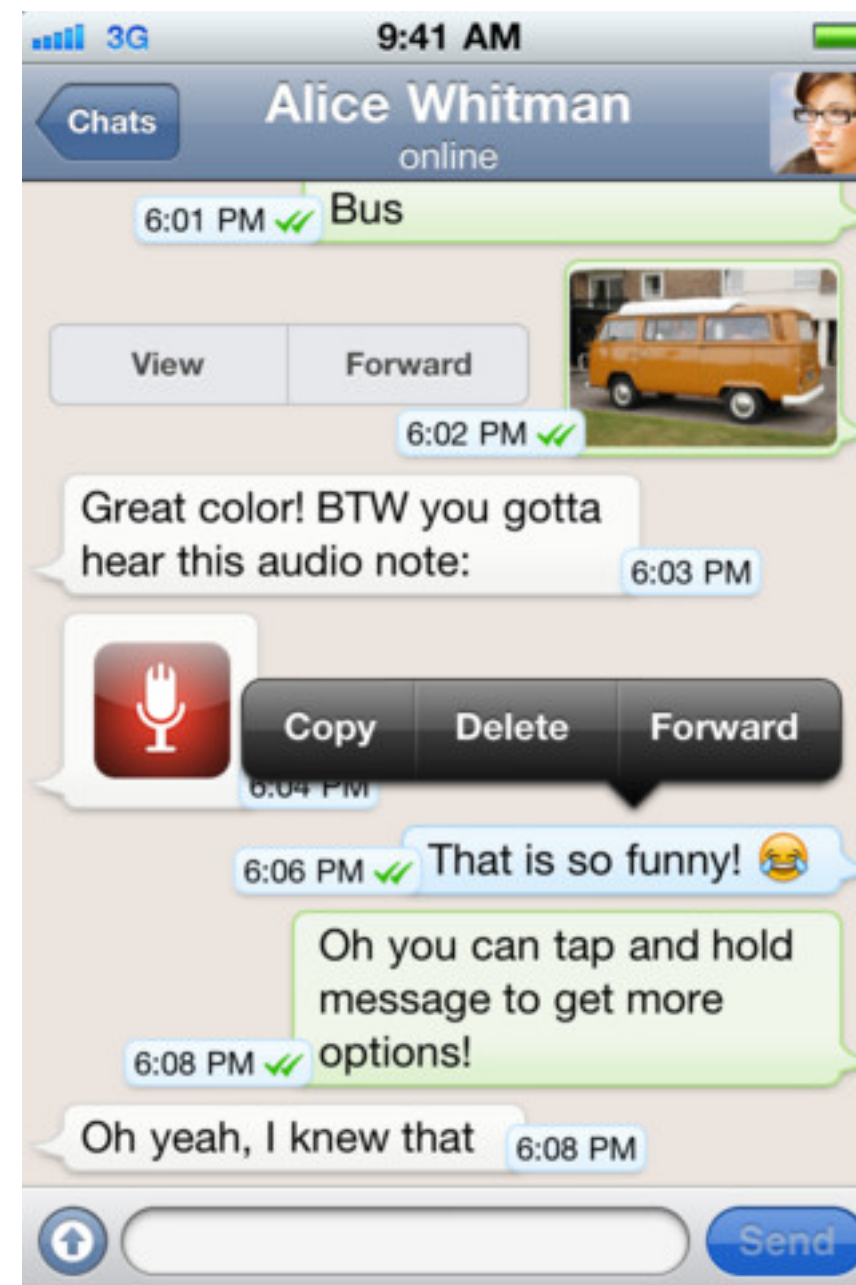 3G 9:41 AM
Chats Alice Whitman
online
Bus
6:01 PM
View Forward
6:02 PM
Great color! BTW you gotta
hear this audio note:
6:03 PM
Copy Delete Forward
6:04 PM
That is so funny! 😂
6:06 PM
Oh you can tap and hold
message to get more
options!
6:08 PM
Oh yeah, I knew that
6:08 PM
Send